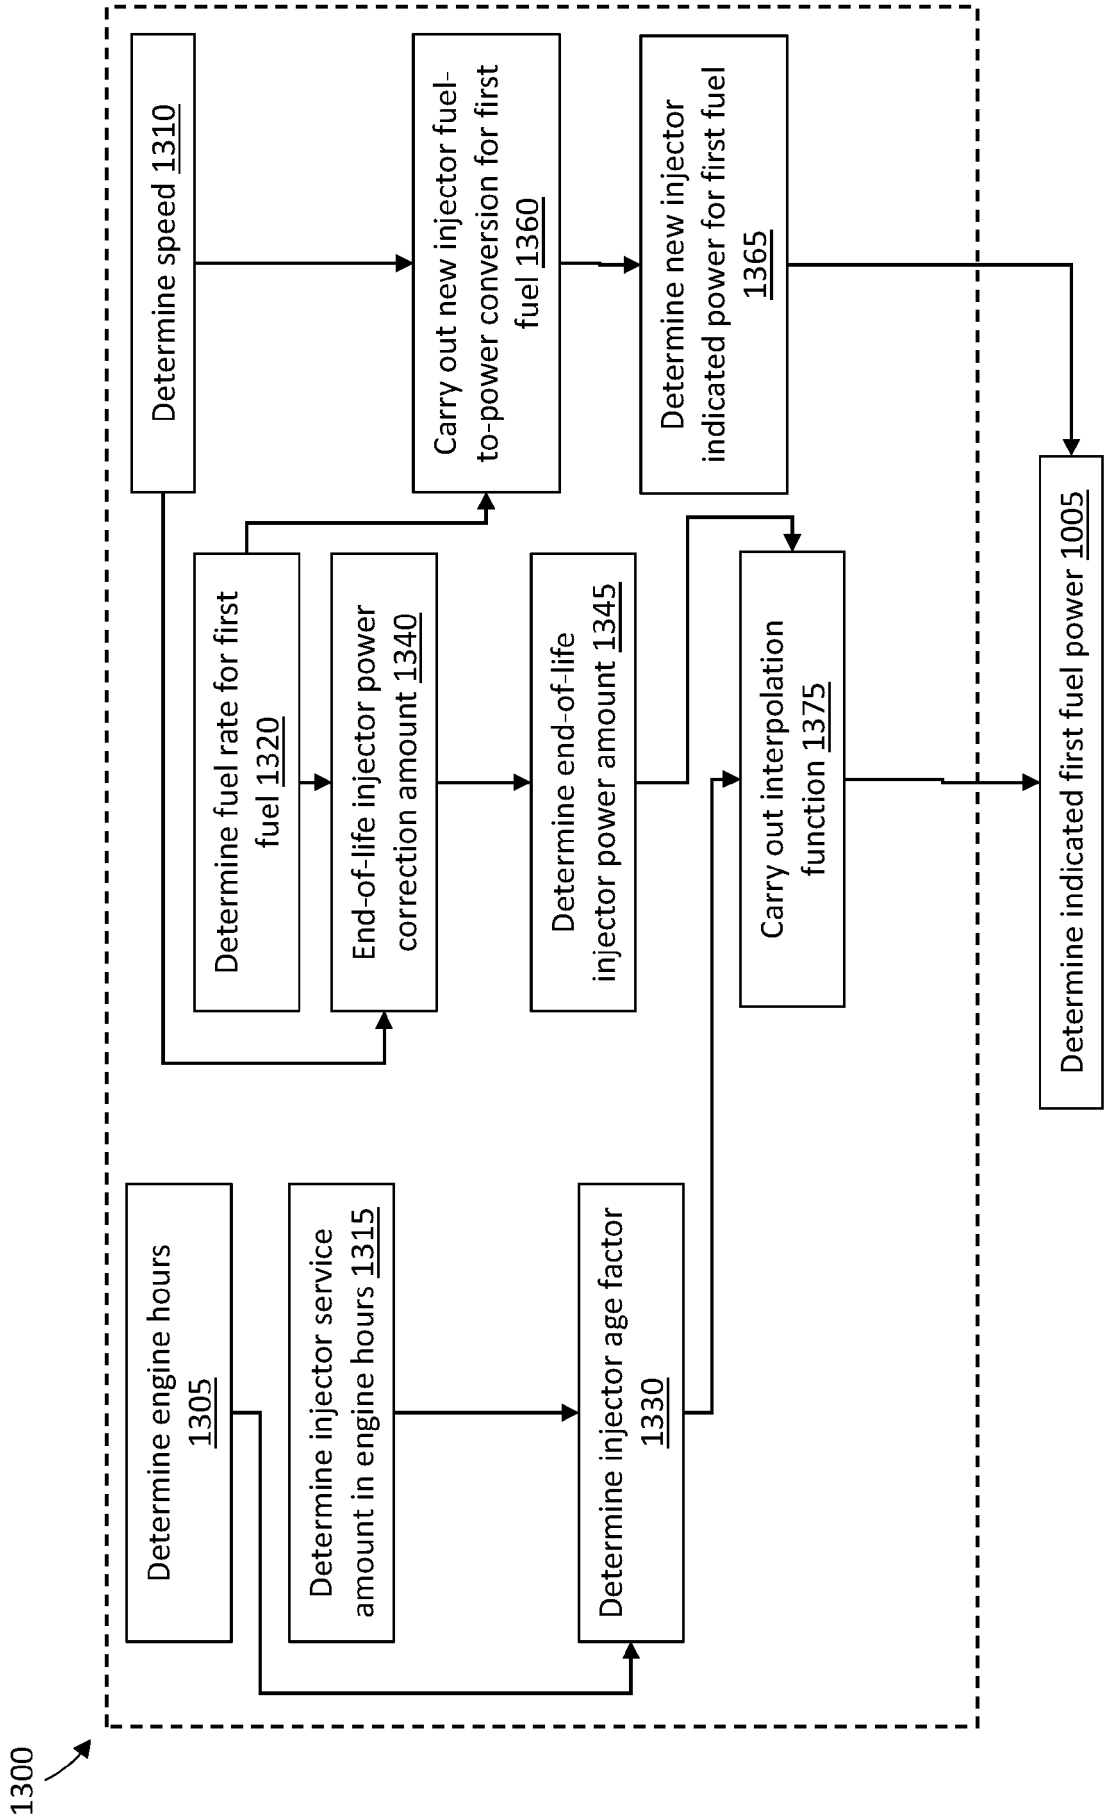 1300
Determine engine hours
1305
Determine injector service
amount in engine hours 1315
Determine injector age factor
1330
Determine speed 1310
Determine fuel rate for first
fuel 1320
End-of-life injector power
correction amount 1340
Determine end-of-life
injector power amount 1345
Carry out interpolation
function 1375
Carry out new injector fuel-
to-power conversion for first
fuel 1360
Determine new injector
indicated power for first fuel
1365
Determine indicated first fuel power 1005